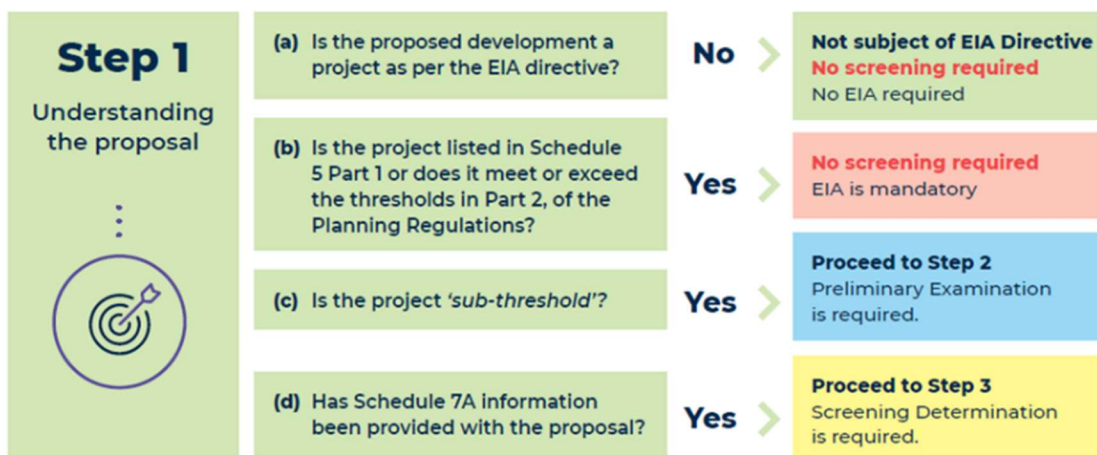 Step 1
Understanding
the proposal
(a) Is the proposed development a
project as per the EIA directive?
No
Not subject of EIA Directive
No screening required
No EIA required
(b) Is the project listed in Schedule
5 Part 1 or does it meet or exceed
the thresholds in Part 2, of the
Planning Regulations?
Yes
No screening required
EIA is mandatory
(c) Is the project ‘sub-threshold’?
Yes
Proceed to Step 2
Preliminary Examination
is required.
(d) Has Schedule 7A information
been provided with the proposal?
Yes
Proceed to Step 3
Screening Determination
is required.